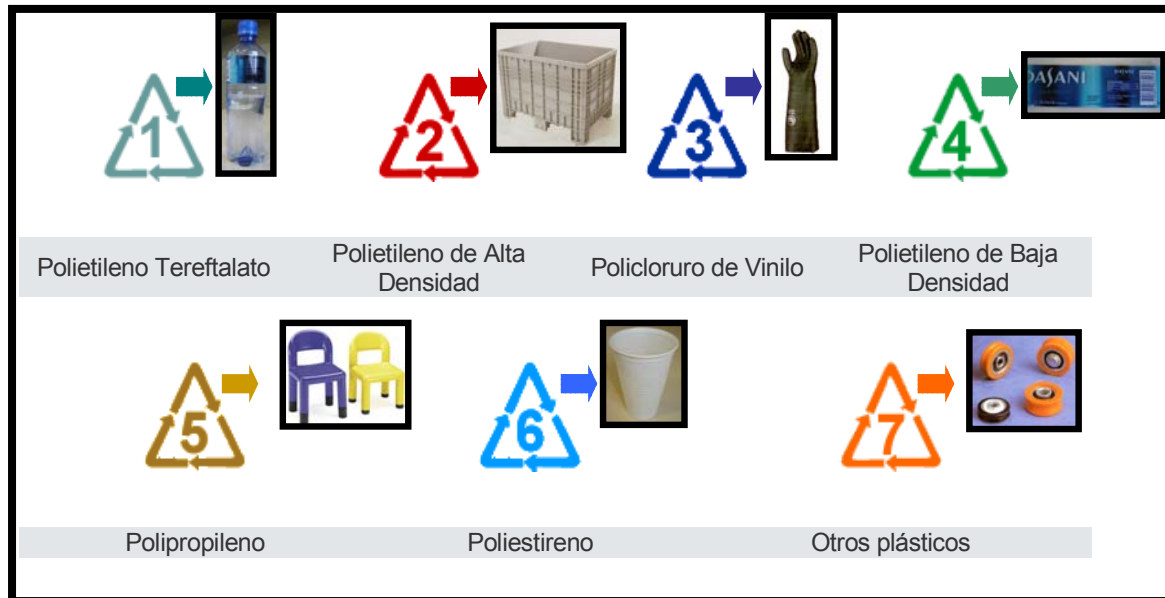 1
2
3
4
DASANI
Polietileno Tereftalato
Polietileno de Alta
Densidad
Policloruro de Vinilo
Polietileno de Baja
Densidad
5
6
7
Polipropileno
Poliestireno
Otros plásticos